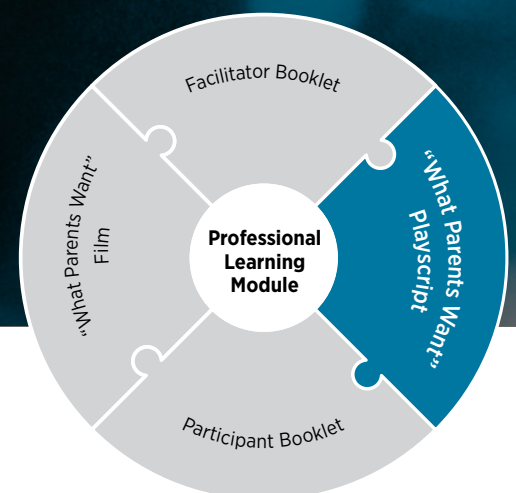 Facilitator Booklet
“What Parents Want”
Playscript
Participant Booklet
“What Parents Want”
Film
Professional
Learning
Module